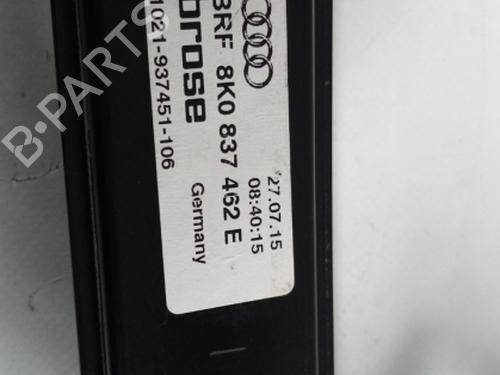 3RF 8K0 837 462 E
brose
1021-937451-106
Germany
27.07.15
08:40:15
B-PARTS